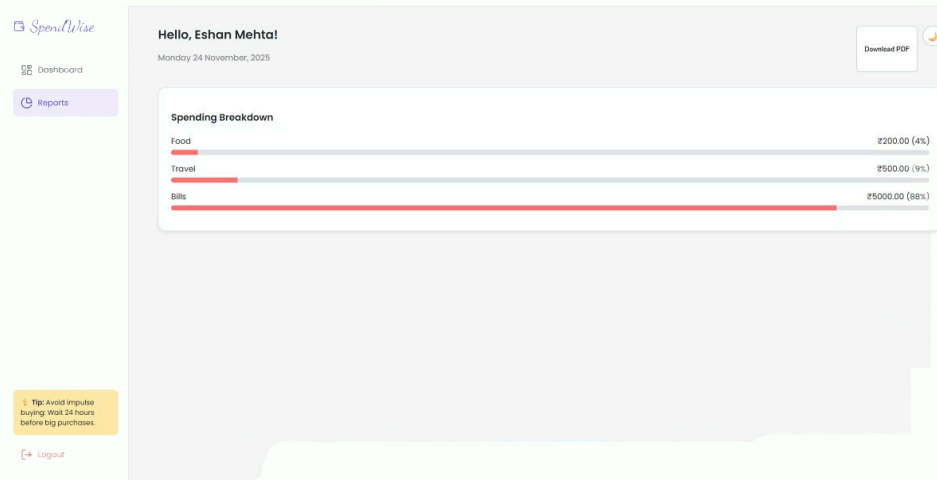 SpendWise
Dashboard
Reports
Hello, Eshan Mehta!
Monday 24 November, 2025
Download PDF
Spending Breakdown
Food ₹200.00 (4%)
Travel ₹500.00 (9%)
Bills ₹5000.00 (88%)
Tip: Avoid impulse
buying: Wait 24 hours
before big purchases.
Logout